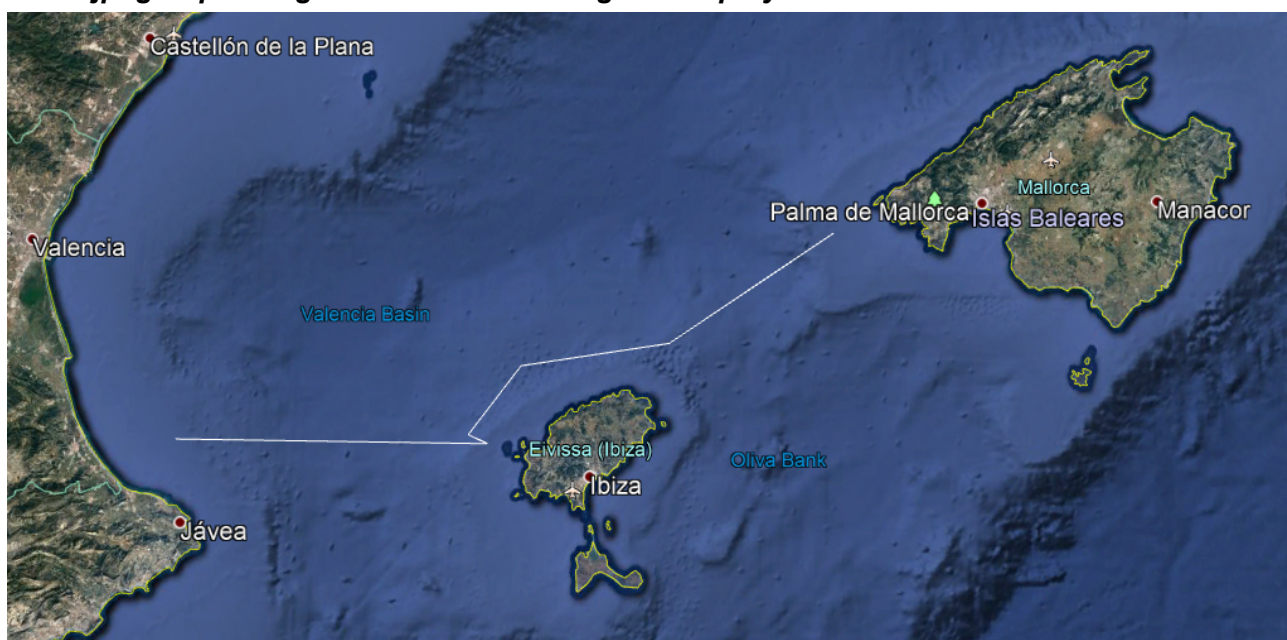 Castellón de la Plana
Valencia
Valencia Basin
Jávea
Eivissa (Ibiza)
Ibiza
Oliva Bank
Palma de Mallorca
Mallorca
Islas Baleares
Manacor